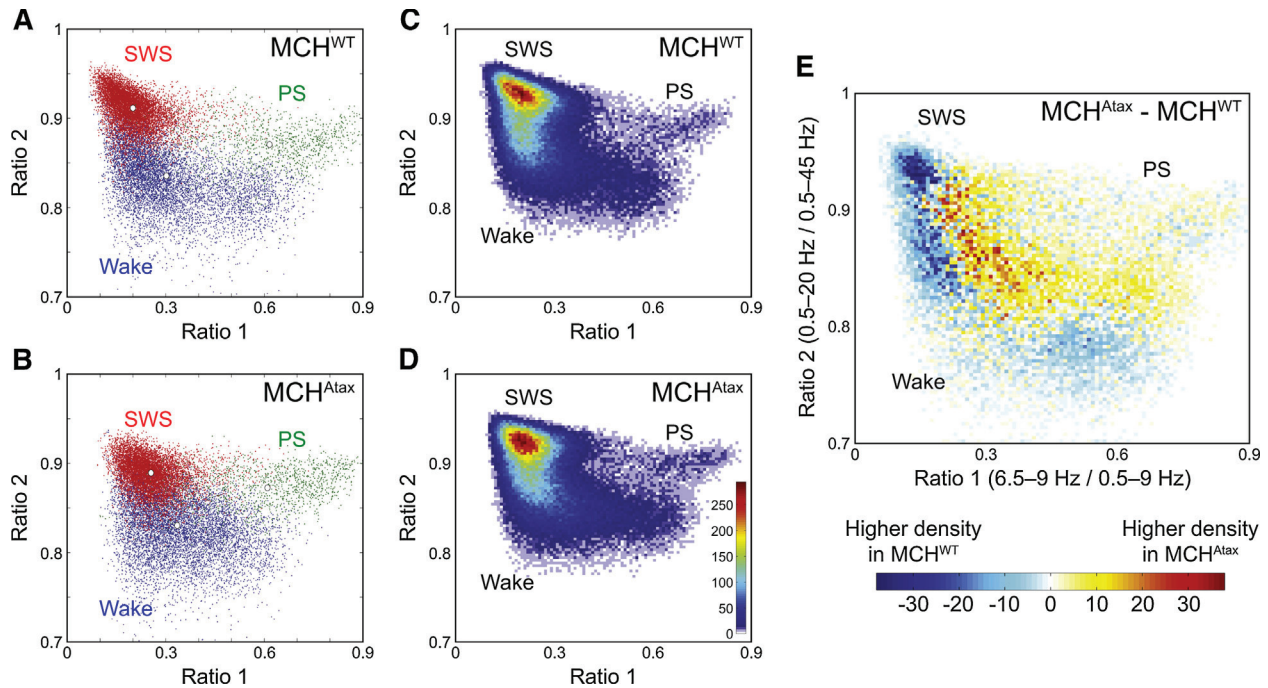 A
MCH^WT
SWS
PS
Wake
Ratio 2
1
0.9
0.8
0.7
0
0.3
0.6
0.9
Ratio 1
B
MCH^Atax
SWS
PS
Wake
Ratio 2
1
0.9
0.8
0.7
0
0.3
0.6
0.9
Ratio 1
C
MCH^WT
SWS
PS
Wake
Ratio 2
1
0.9
0.8
0.7
0
0.3
0.6
0.9
Ratio 1
D
MCH^Atax
SWS
PS
Wake
Ratio 2
1
0.9
0.8
0.7
0
0.3
0.6
0.9
Ratio 1
250
200
150
100
50
0
E
MCH^Atax - MCH^WT
SWS
PS
Wake
Ratio 2 (0.5–20 Hz / 0.5–45 Hz)
1
0.9
0.8
0.7
0
0.3
0.6
0.9
Ratio 1 (6.5–9 Hz / 0.5–9 Hz)
Higher density
in MCH^WT
Higher density
in MCH^Atax
-30 -20 -10 0 10 20 30